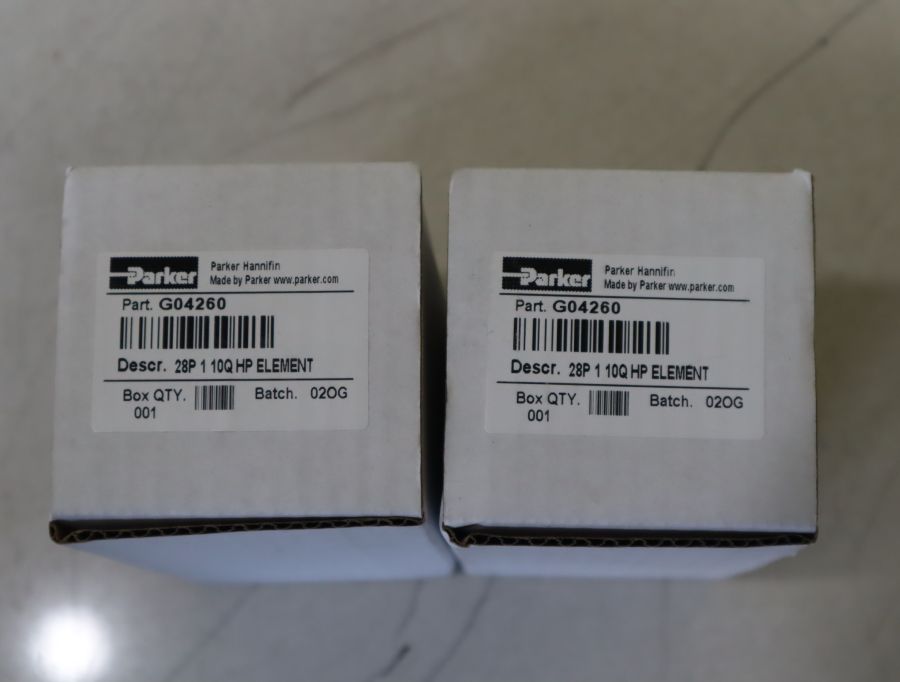 Parker
Parker Hannifin
Made by Parker www.parker.com
Part. G04260
Descr. 28P 1 10Q HP ELEMENT
Box QTY.
001
Batch. 02OG
Parker
Parker Hannifin
Made by Parker www.parker.com
Part. G04260
Descr. 28P 1 10Q HP ELEMENT
Box QTY.
001
Batch. 02OG